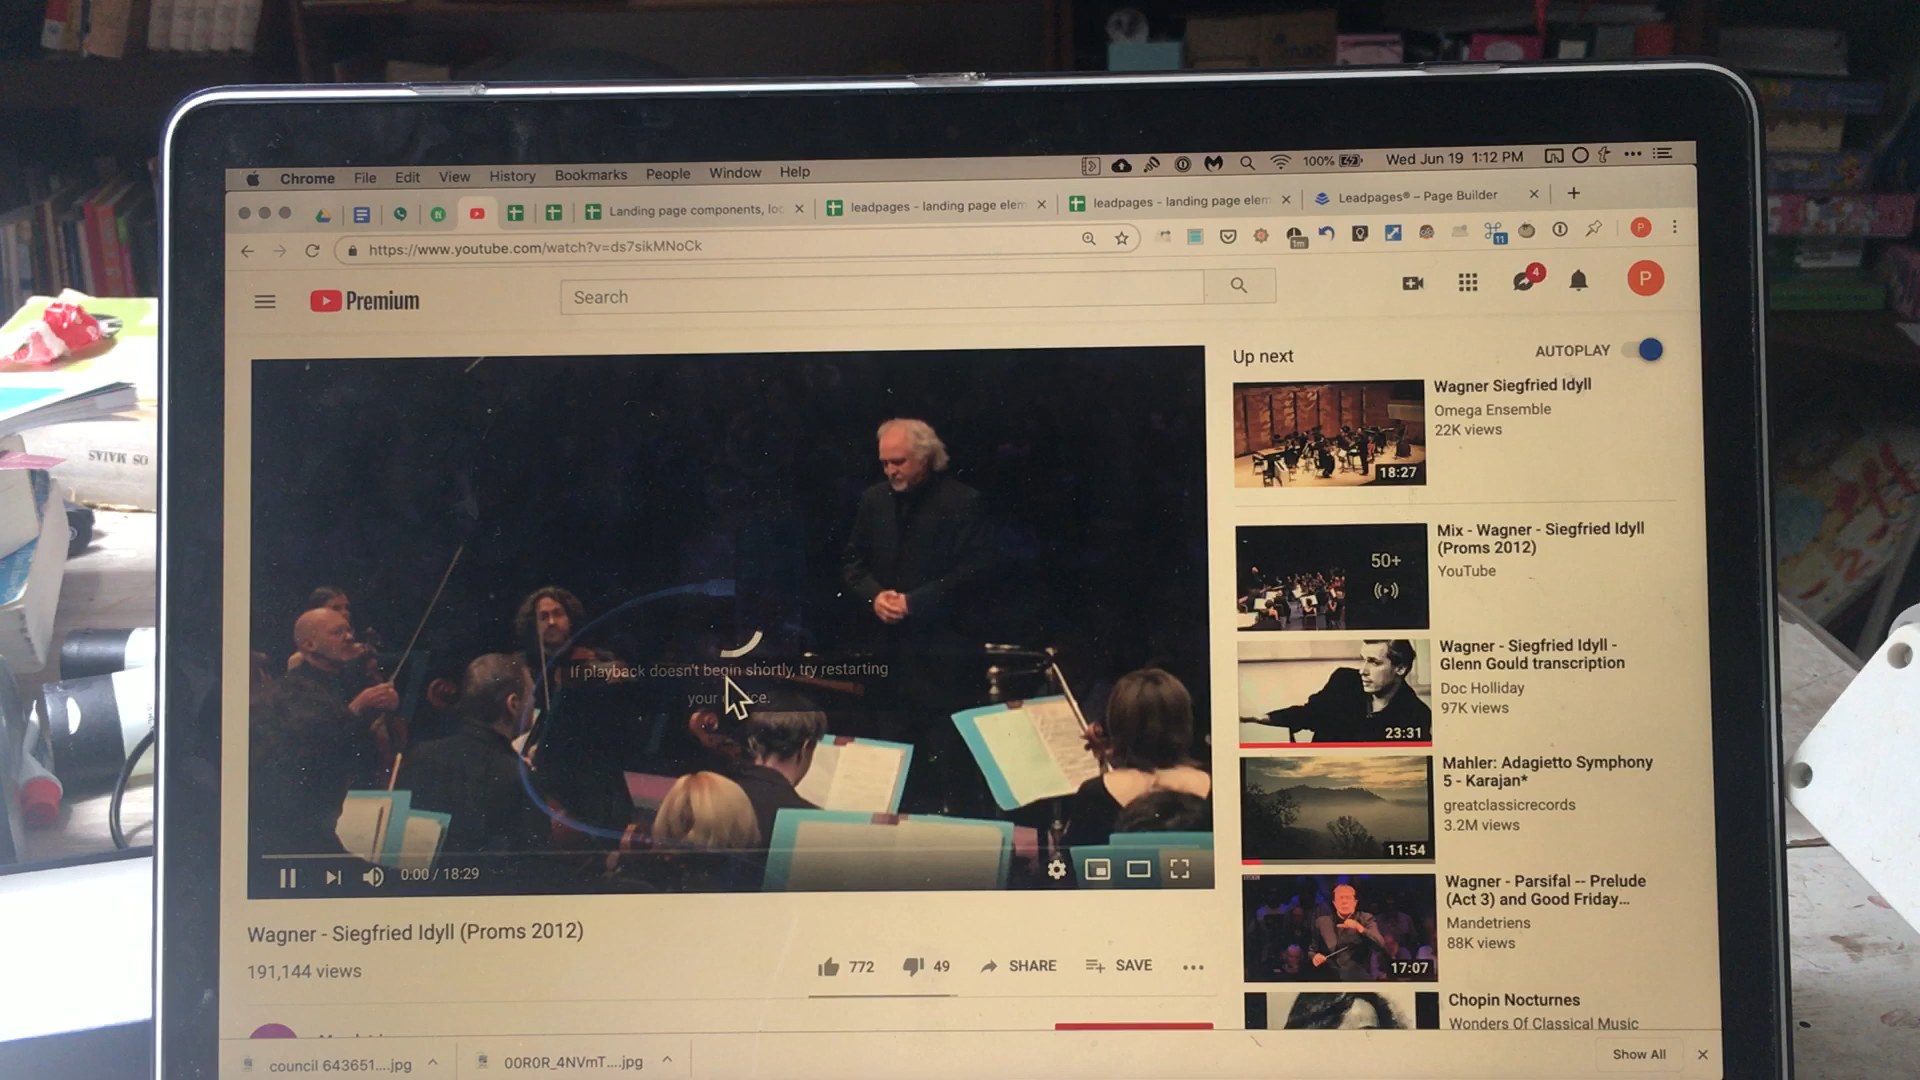 Chrome File Edit View History Bookmarks People Window Help
100% Wed Jun 19 1:12 PM
Landing page components, loc
leadpages - landing page elem
leadpages - landing page elem
Leadpages® – Page Builder
https://www.youtube.com/watch?v=ds7sikMNoCk
1m
11
P
Premium
Search
4
P
If playback doesn't begin shortly, try restarting
your
0:00 / 18:29
Wagner - Siegfried Idyll (Proms 2012)
191,144 views
772
49
SHARE
SAVE
Up next
AUTOPLAY
Wagner Siegfried Idyll
Omega Ensemble
22K views
18:27
Mix - Wagner - Siegfried Idyll
(Proms 2012)
YouTube
50+
Wagner - Siegfried Idyll -
Glenn Gould transcription
Doc Holliday
97K views
23:31
Mahler: Adagietto Symphony
5 - Karajan*
greatclassicrecords
3.2M views
11:54
Wagner - Parsifal -- Prelude
(Act 3) and Good Friday...
Mandetriens
88K views
17:07
Chopin Nocturnes
Wonders Of Classical Music
council 643651....jpg
00R0R_4NVmT....jpg
Show All
OS MAIAS